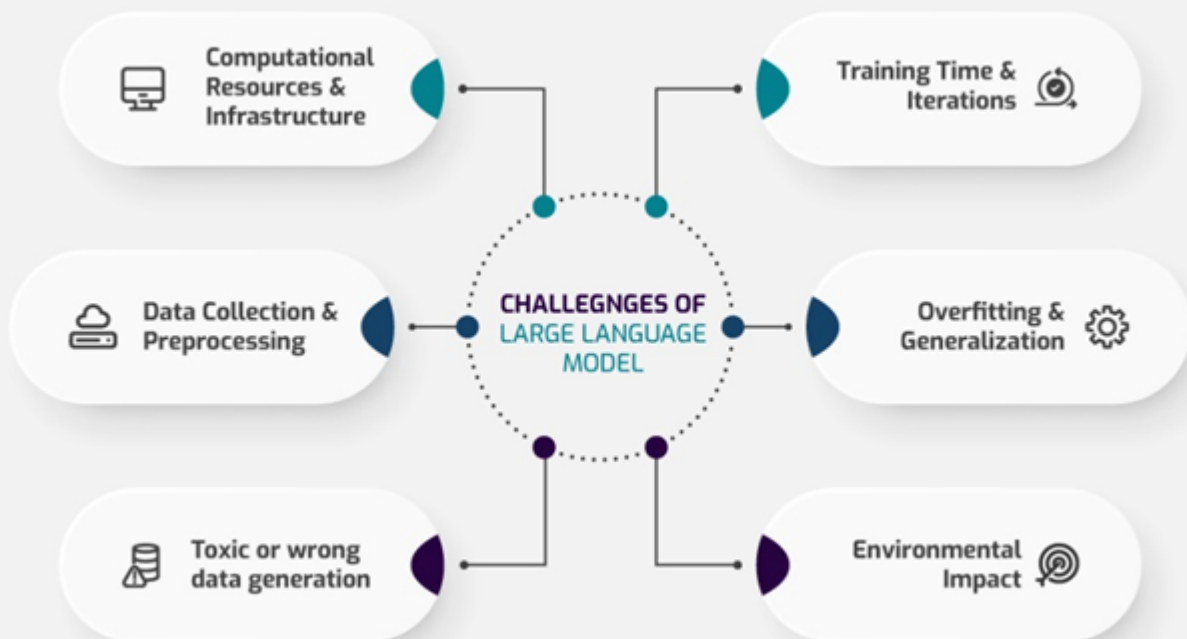 Computational
Resources &
Infrastructure
Training Time &
Iterations
Data Collection &
Preprocessing
CHALLEGNGES OF
LARGE LANGUAGE
MODEL
Overfitting &
Generalization
Toxic or wrong
data generation
Environmental
Impact